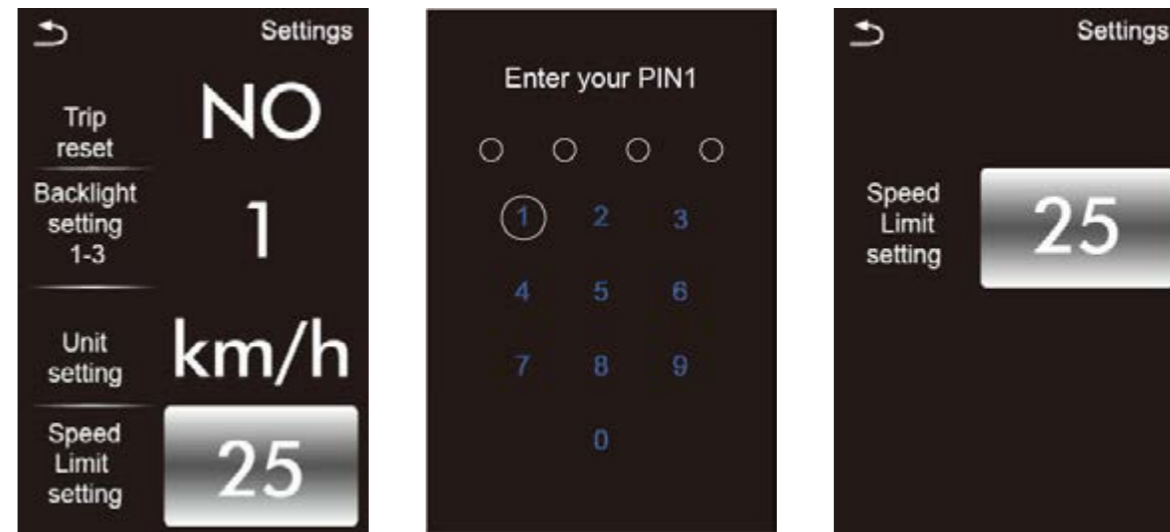 Settings
Trip
reset
NO
Backlight
setting
1-3
1
Unit
setting
km/h
Speed
Limit
setting
25
Enter your PIN1
1 2 3
4 5 6
7 8 9
0
Settings
Speed
Limit
setting
25